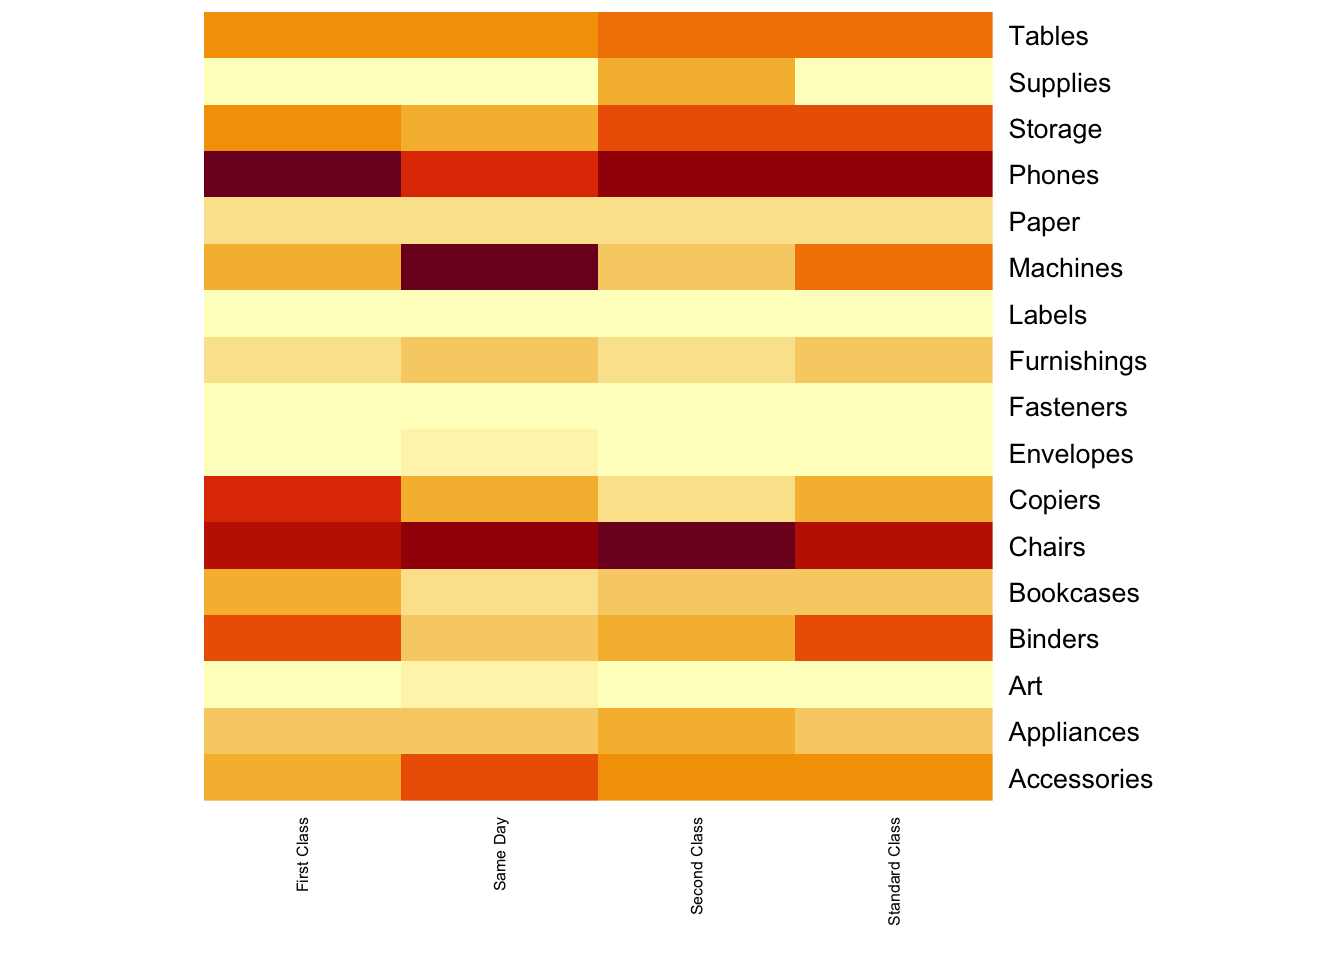 Tables
Supplies
Storage
Phones
Paper
Machines
Labels
Furnishings
Fasteners
Envelopes
Copiers
Chairs
Bookcases
Binders
Art
Appliances
Accessories
First Class
Same Day
Second Class
Standard Class